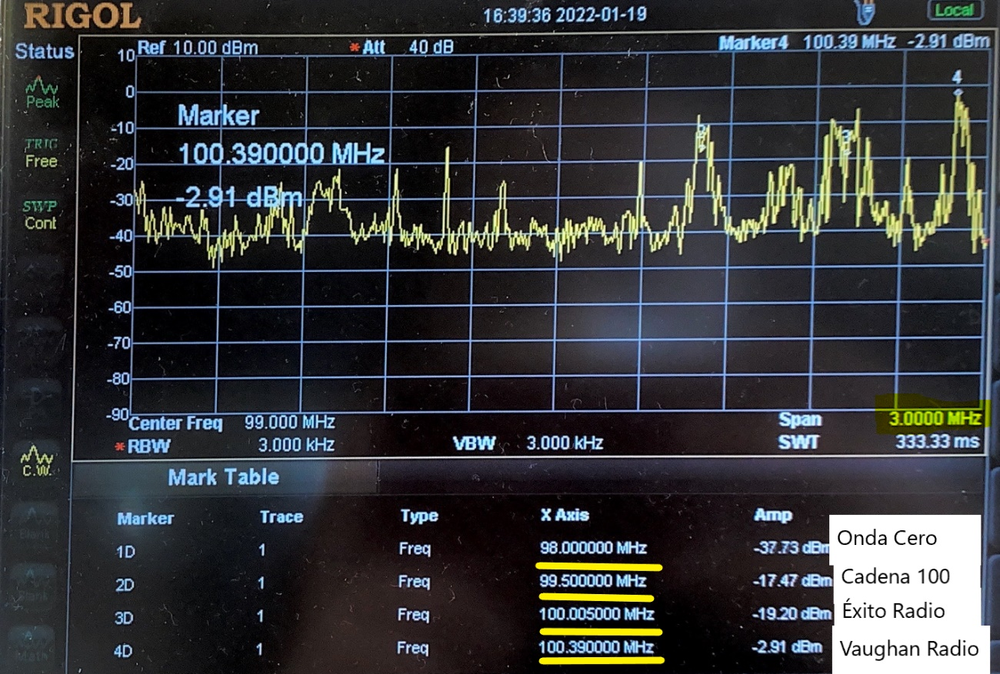 RIGOL
16:39:36 2022-01-19
Local
Status
Ref 10.00 dBm
*Att 40 dB
Marker4 100.39 MHz -2.91 dBm
10
0
-10
-20
-30
-40
-50
-60
-70
-80
-90
Peak
TRIG
Free
SWP
Cont
C.W.
Marker
100.390000 MHz
-2.91 dBm
2
3
4
Center Freq 99.000 MHz
Span 3.0000 MHz
*RBW 3.000 kHz
VBW 3.000 kHz
SWT 333.33 ms
Mark Table
Marker Trace Type X Axis Amp
1D 1 Freq 98.000000 MHz -37.73 dBm Onda Cero
2D 1 Freq 99.500000 MHz -17.47 dBm Cadena 100
3D 1 Freq 100.005000 MHz -19.20 dBm Éxito Radio
4D 1 Freq 100.390000 MHz -2.91 dBm Vaughan Radio
A
Blank
A
Blank
A
Math